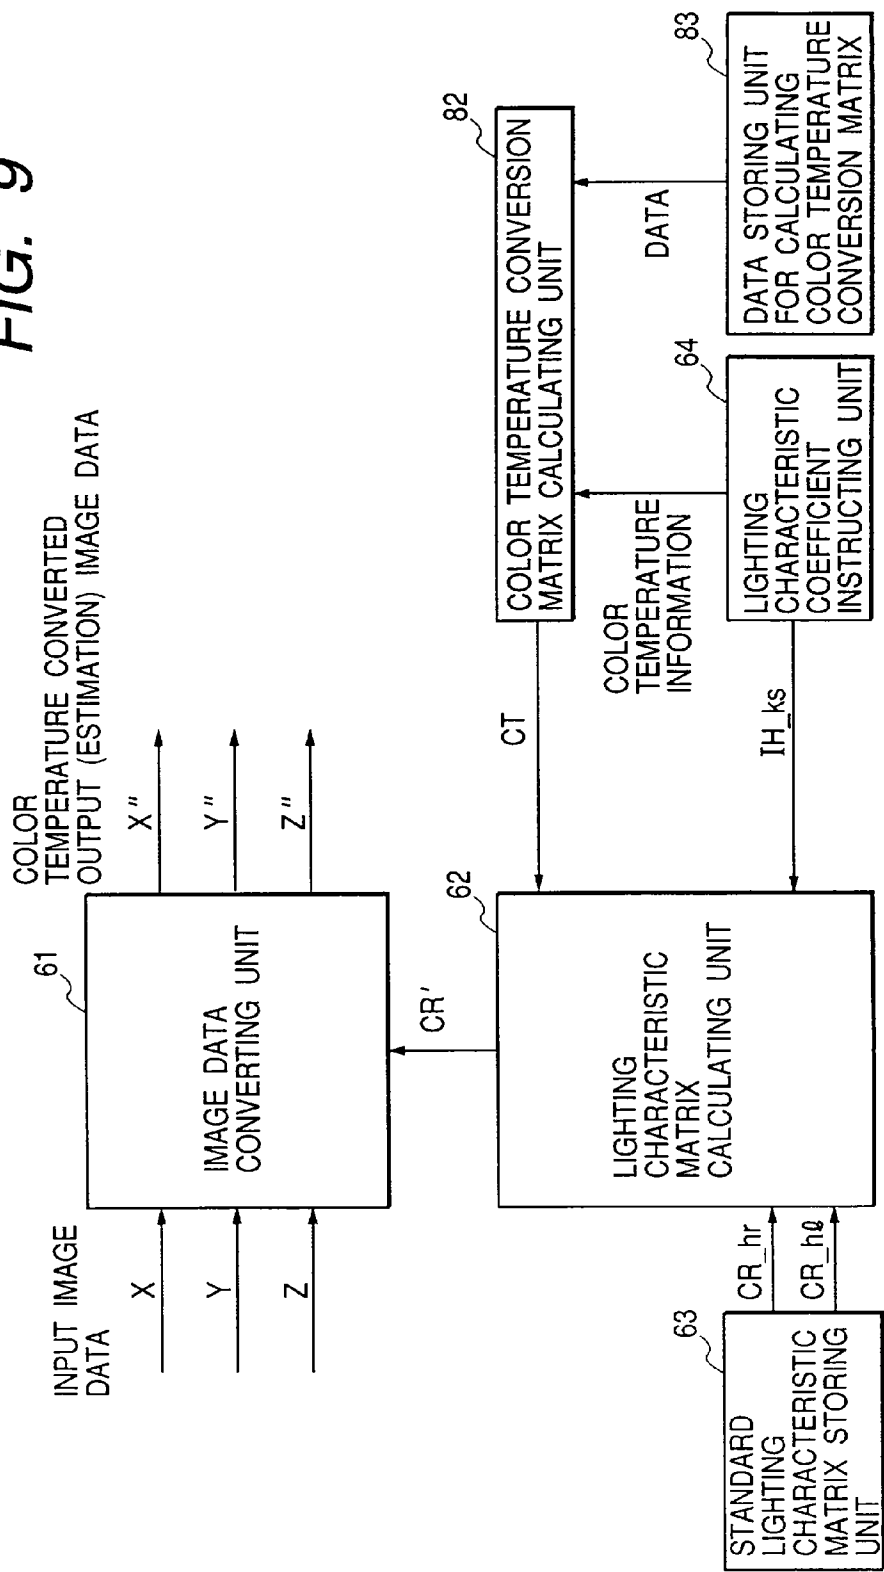 FIG. 9
COLOR
TEMPERATURE CONVERTED
OUTPUT (ESTIMATION) IMAGE DATA
INPUT IMAGE
DATA
X
Y
Z
61
IMAGE DATA
CONVERTING UNIT
X"
Y"
Z"
CR'
62
LIGHTING
CHARACTERISTIC
MATRIX
CALCULATING UNIT
CT
82
COLOR TEMPERATURE CONVERSION
MATRIX CALCULATING UNIT
COLOR
TEMPERATURE
INFORMATION
DATA
IH_ks
63
STANDARD
LIGHTING
CHARACTERISTIC
MATRIX STORING
UNIT
CR_hr
CR_hℓ
64
LIGHTING
CHARACTERISTIC
COEFFICIENT
INSTRUCTING UNIT
83
DATA STORING UNIT
FOR CALCULATING
COLOR TEMPERATURE
CONVERSION MATRIX